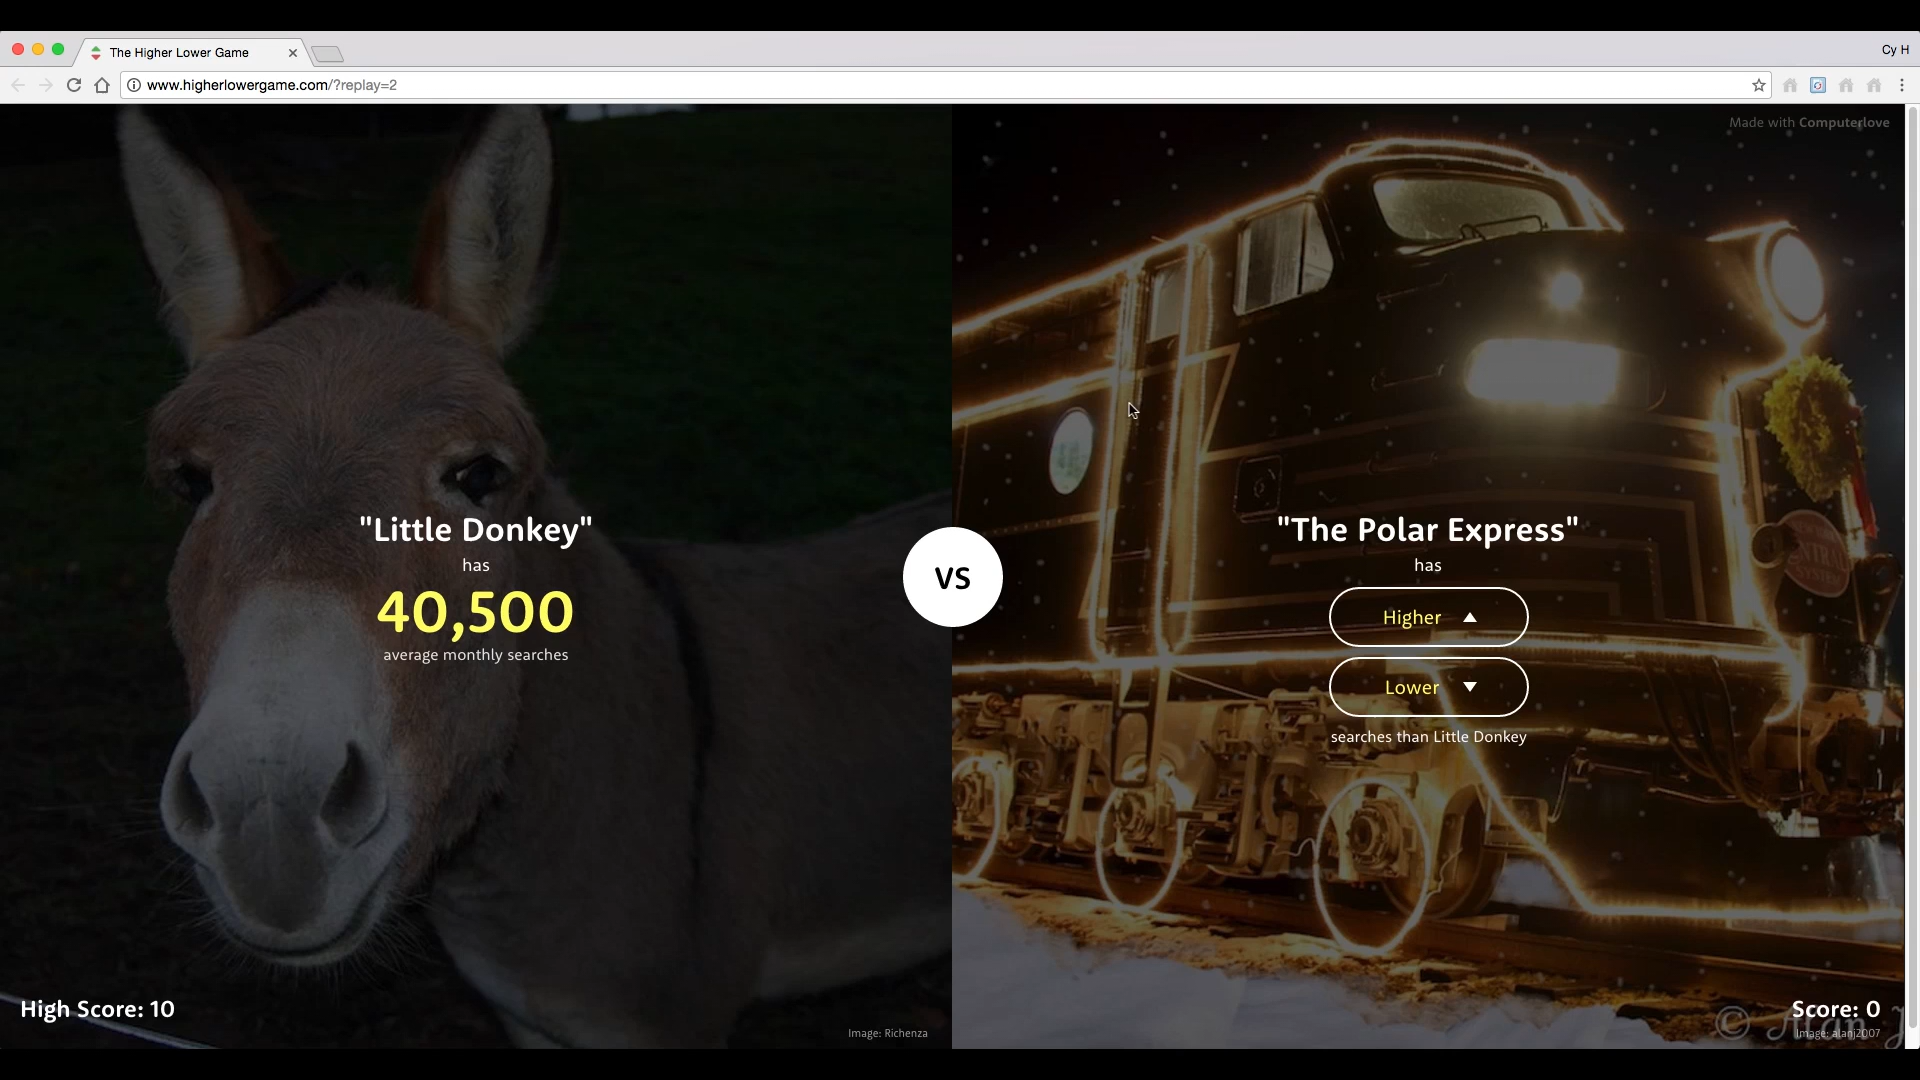 The Higher Lower Game
Cy H
www.higherlowergame.com/?replay=2
Made with Computerlove
"Little Donkey"
has
40,500
average monthly searches
VS
"The Polar Express"
has
Higher
Lower
searches than Little Donkey
High Score: 10
Score: 0
Image: Richenza
Image: alanj2007